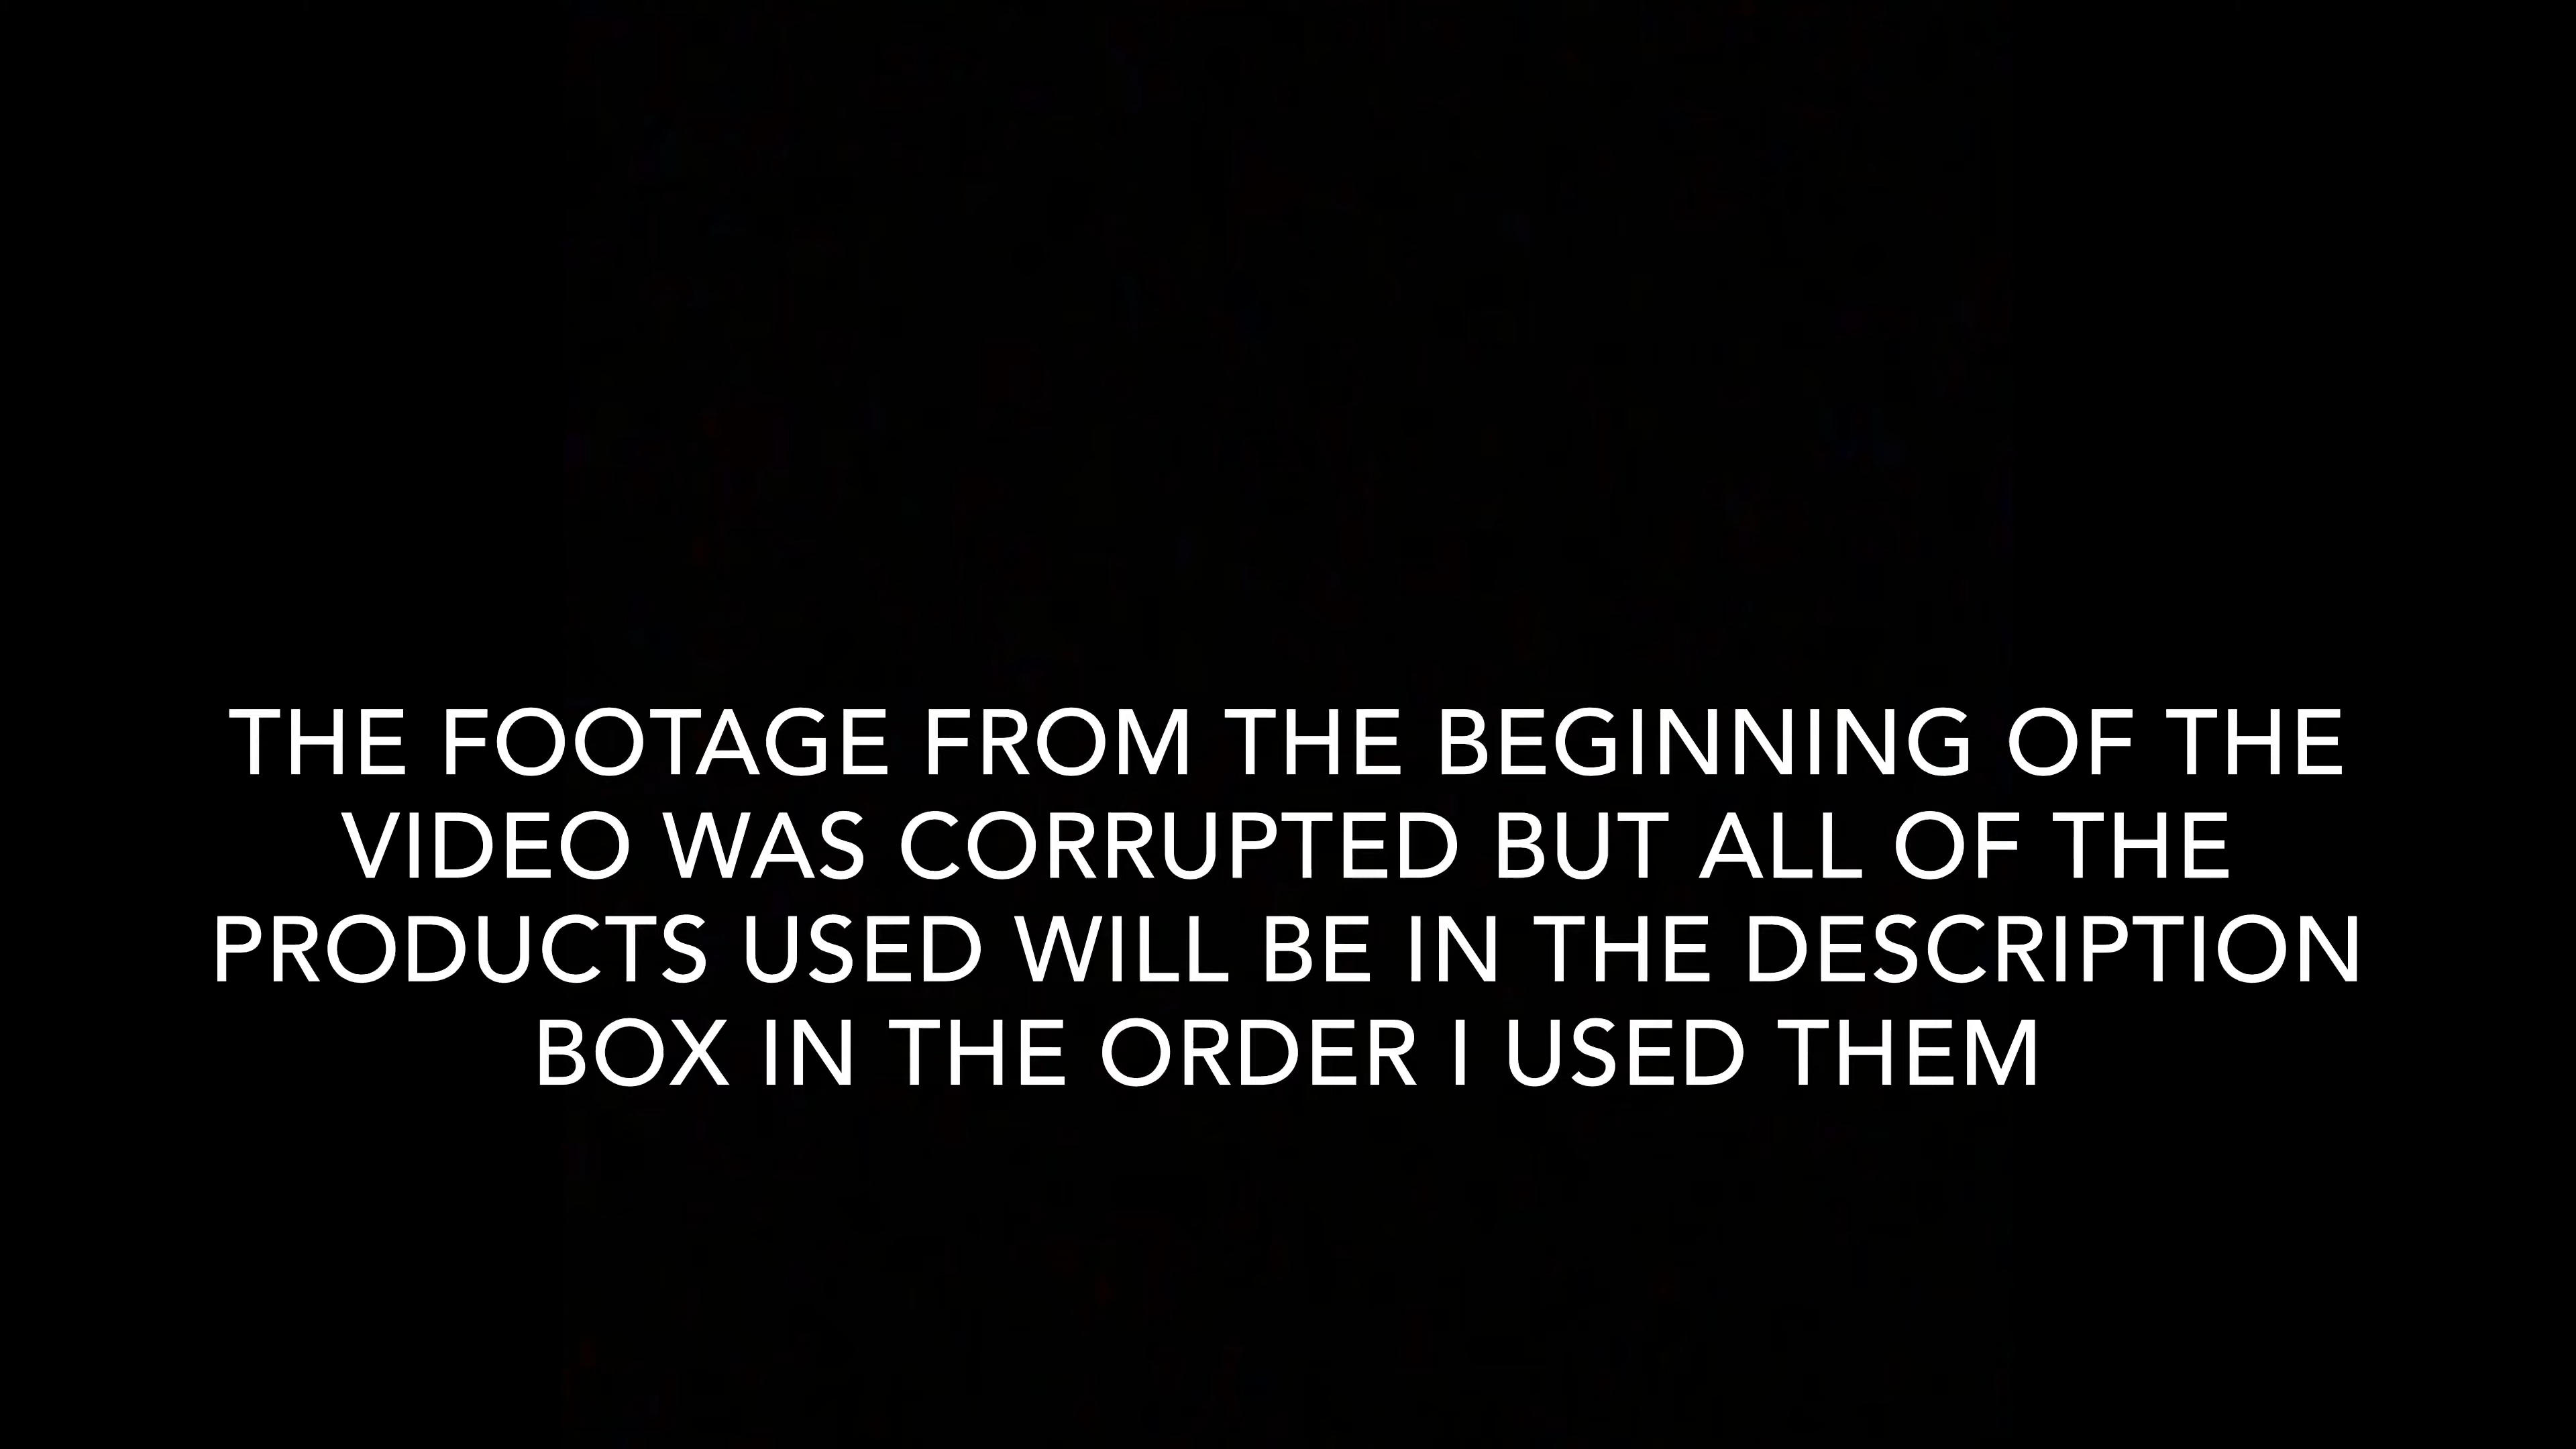 THE FOOTAGE FROM THE BEGINNING OF THE
VIDEO WAS CORRUPTED BUT ALL OF THE
PRODUCTS USED WILL BE IN THE DESCRIPTION
BOX IN THE ORDER I USED THEM